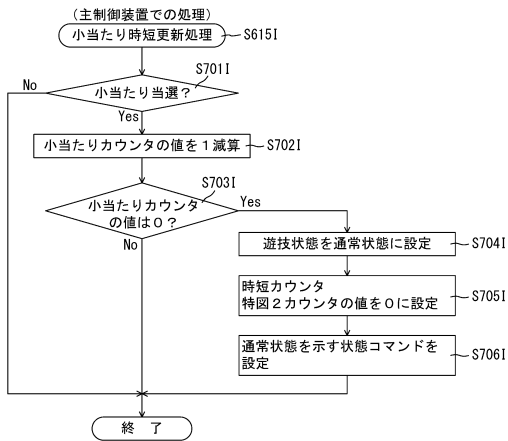 (主制御装置での処理)
小当たり時短更新処理
S615I
S701I
小当たり当選?
No
Yes
小当たりカウンタの値を1減算
S702I
S703I
小当たりカウンタ
の値は0?
Yes
No
遊技状態を通常状態に設定
S704I
時短カウンタ
特図2カウンタの値を0に設定
S705I
通常状態を示す状態コマンドを
設定
S706I
終 了